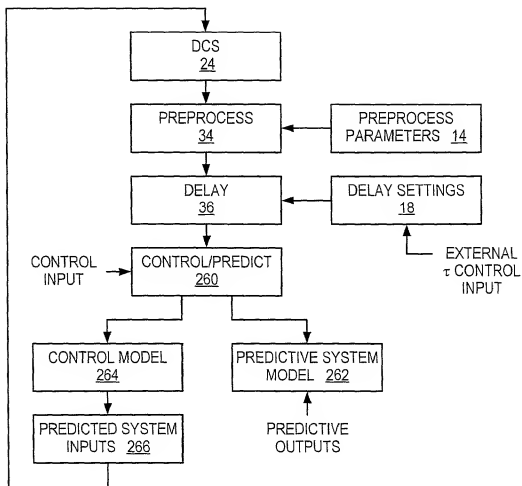 DCS
24
PREPROCESS
34
PREPROCESS
PARAMETERS 14
DELAY
36
DELAY SETTINGS
18
CONTROL
INPUT
CONTROL/PREDICT
260
EXTERNAL
τ CONTROL
INPUT
CONTROL MODEL
264
PREDICTIVE SYSTEM
MODEL 262
PREDICTED SYSTEM
INPUTS 266
PREDICTIVE
OUTPUTS